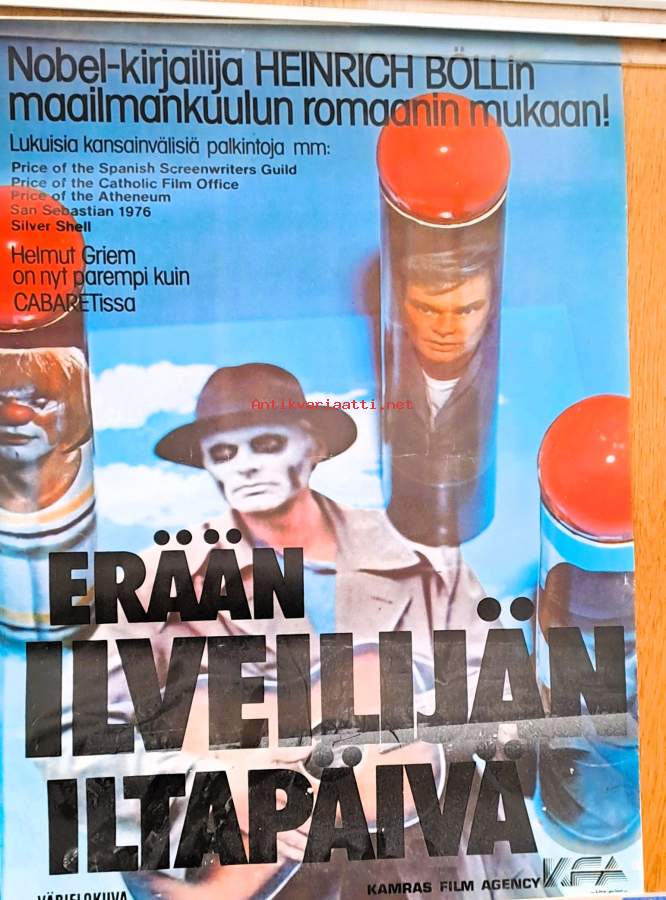 Nobel-kirjailija HEINRICH BÖLLin
maailmankuulun romaanin mukaan!
Lukuisia kansainvälisiä palkintoja mm:
Price of the Spanish Screenwriters Guild
Price of the Catholic Film Office
Price of the Atheneum
San Sebastian 1976
Silver Shell
Helmut Griem
on nyt parempi kuin
CABARETissa
Antikvariaatti.net
ERÄÄN
ILVEILIJÄN
ILTAPÄIVÄ
VÄRIELOKUVA
KAMRAS FILM AGENCY KFA